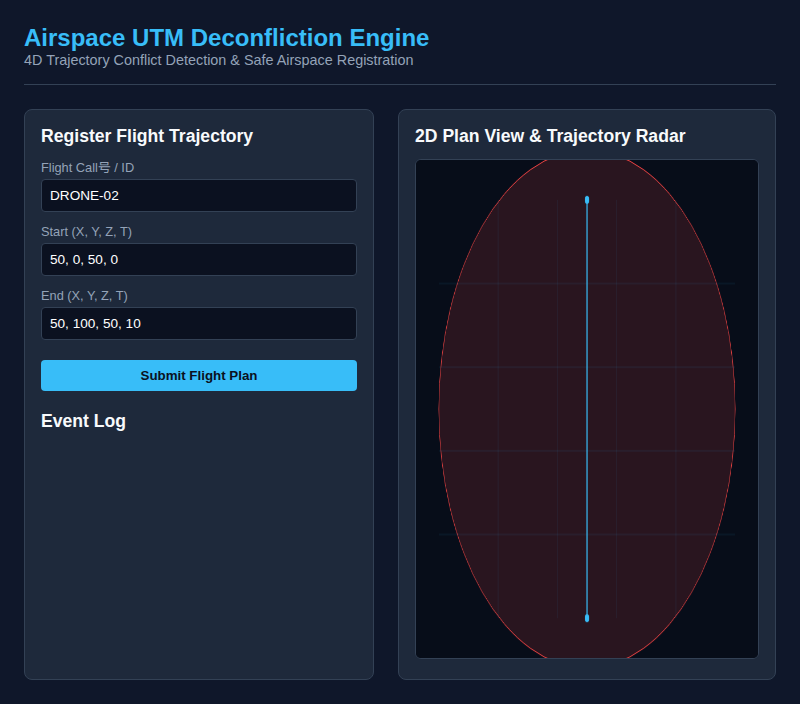 Airspace UTM Deconfliction Engine
4D Trajectory Conflict Detection & Safe Airspace Registration
Register Flight Trajectory
Flight Call号 / ID
DRONE-02
Start (X, Y, Z, T)
50, 0, 50, 0
End (X, Y, Z, T)
50, 100, 50, 10
Submit Flight Plan
Event Log
2D Plan View & Trajectory Radar